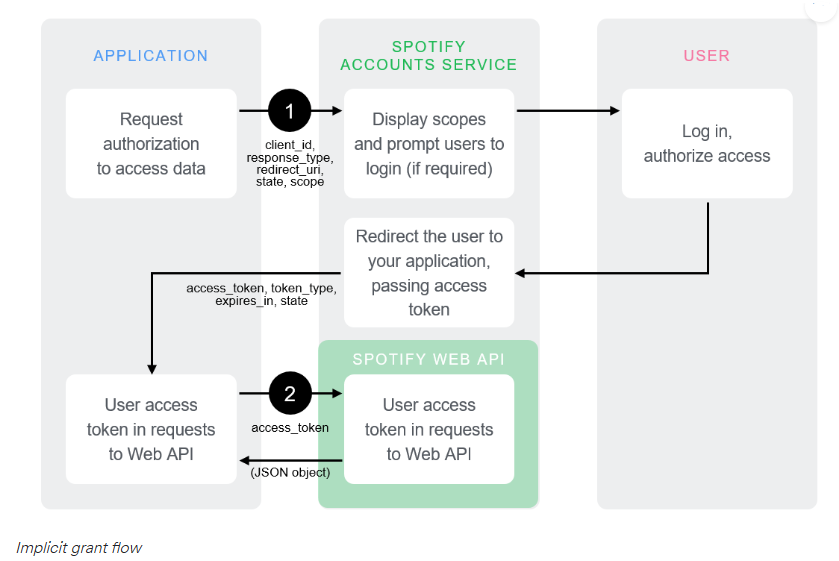 APPLICATION
SPOTIFY
ACCOUNTS SERVICE
USER
Request
authorization
to access data
1
client_id,
response_type,
redirect_uri,
state, scope
Display scopes
and prompt users to
login (if required)
Log in,
authorize access
Redirect the user to
your application,
passing access
token
access_token, token_type,
expires_in, state
SPOTIFY WEB API
User access
token in requests
to Web API
2
access_token
(JSON object)
User access
token in requests
to Web API
Implicit grant flow